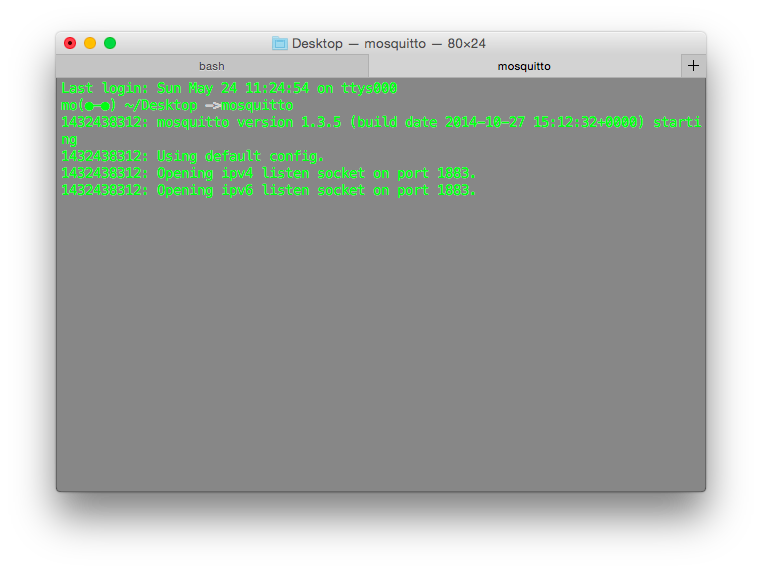 Desktop — mosquitto — 80×24
bash
mosquitto
+
Last login: Sun May 24 11:24:54 on ttys000
mo(●—●) ~/Desktop —>mosquitto
1432438312: mosquitto version 1.3.5 (build date 2014-10-27 15:12:32+0000) starti
ng
1432438312: Using default config.
1432438312: Opening ipv4 listen socket on port 1883.
1432438312: Opening ipv6 listen socket on port 1883.